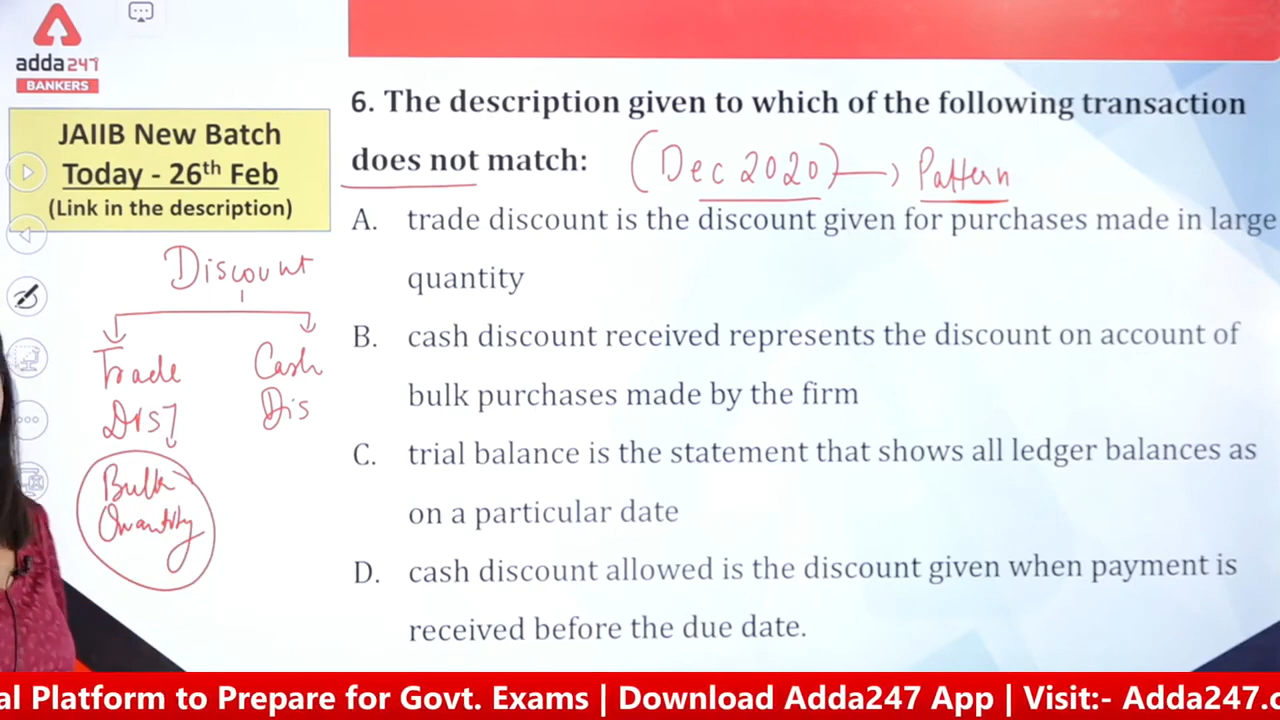 adda247
BANKERS
JAIIB New Batch
Today - 26th Feb
(Link in the description)
6. The description given to which of the following transaction
does not match:
(Dec 2020) → Pattern
A. trade discount is the discount given for purchases made in large
quantity
B. cash discount received represents the discount on account of
bulk purchases made by the firm
C. trial balance is the statement that shows all ledger balances as
on a particular date
D. cash discount allowed is the discount given when payment is
received before the due date.
Discount
Trade
Dis
Cash
Dis
Bulk
Quantity
al Platform to Prepare for Govt. Exams | Download Adda247 App | Visit:- Adda247.c